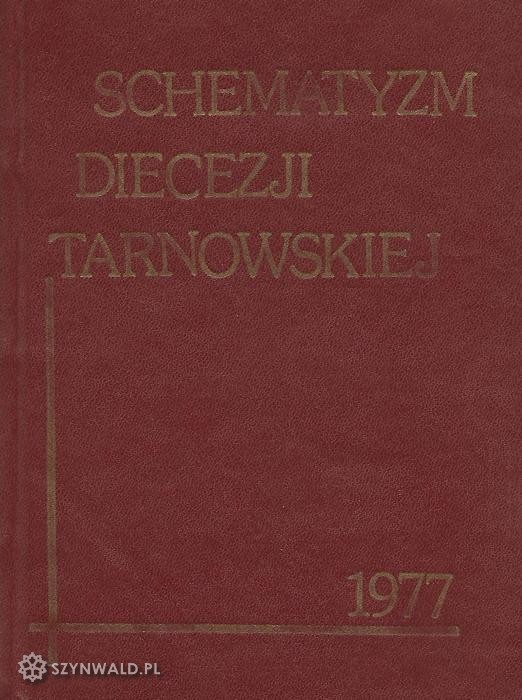 SCHEMATYZM
DIECEZJI
TARNOWSKIEJ
1977
SZYNWALD.PL